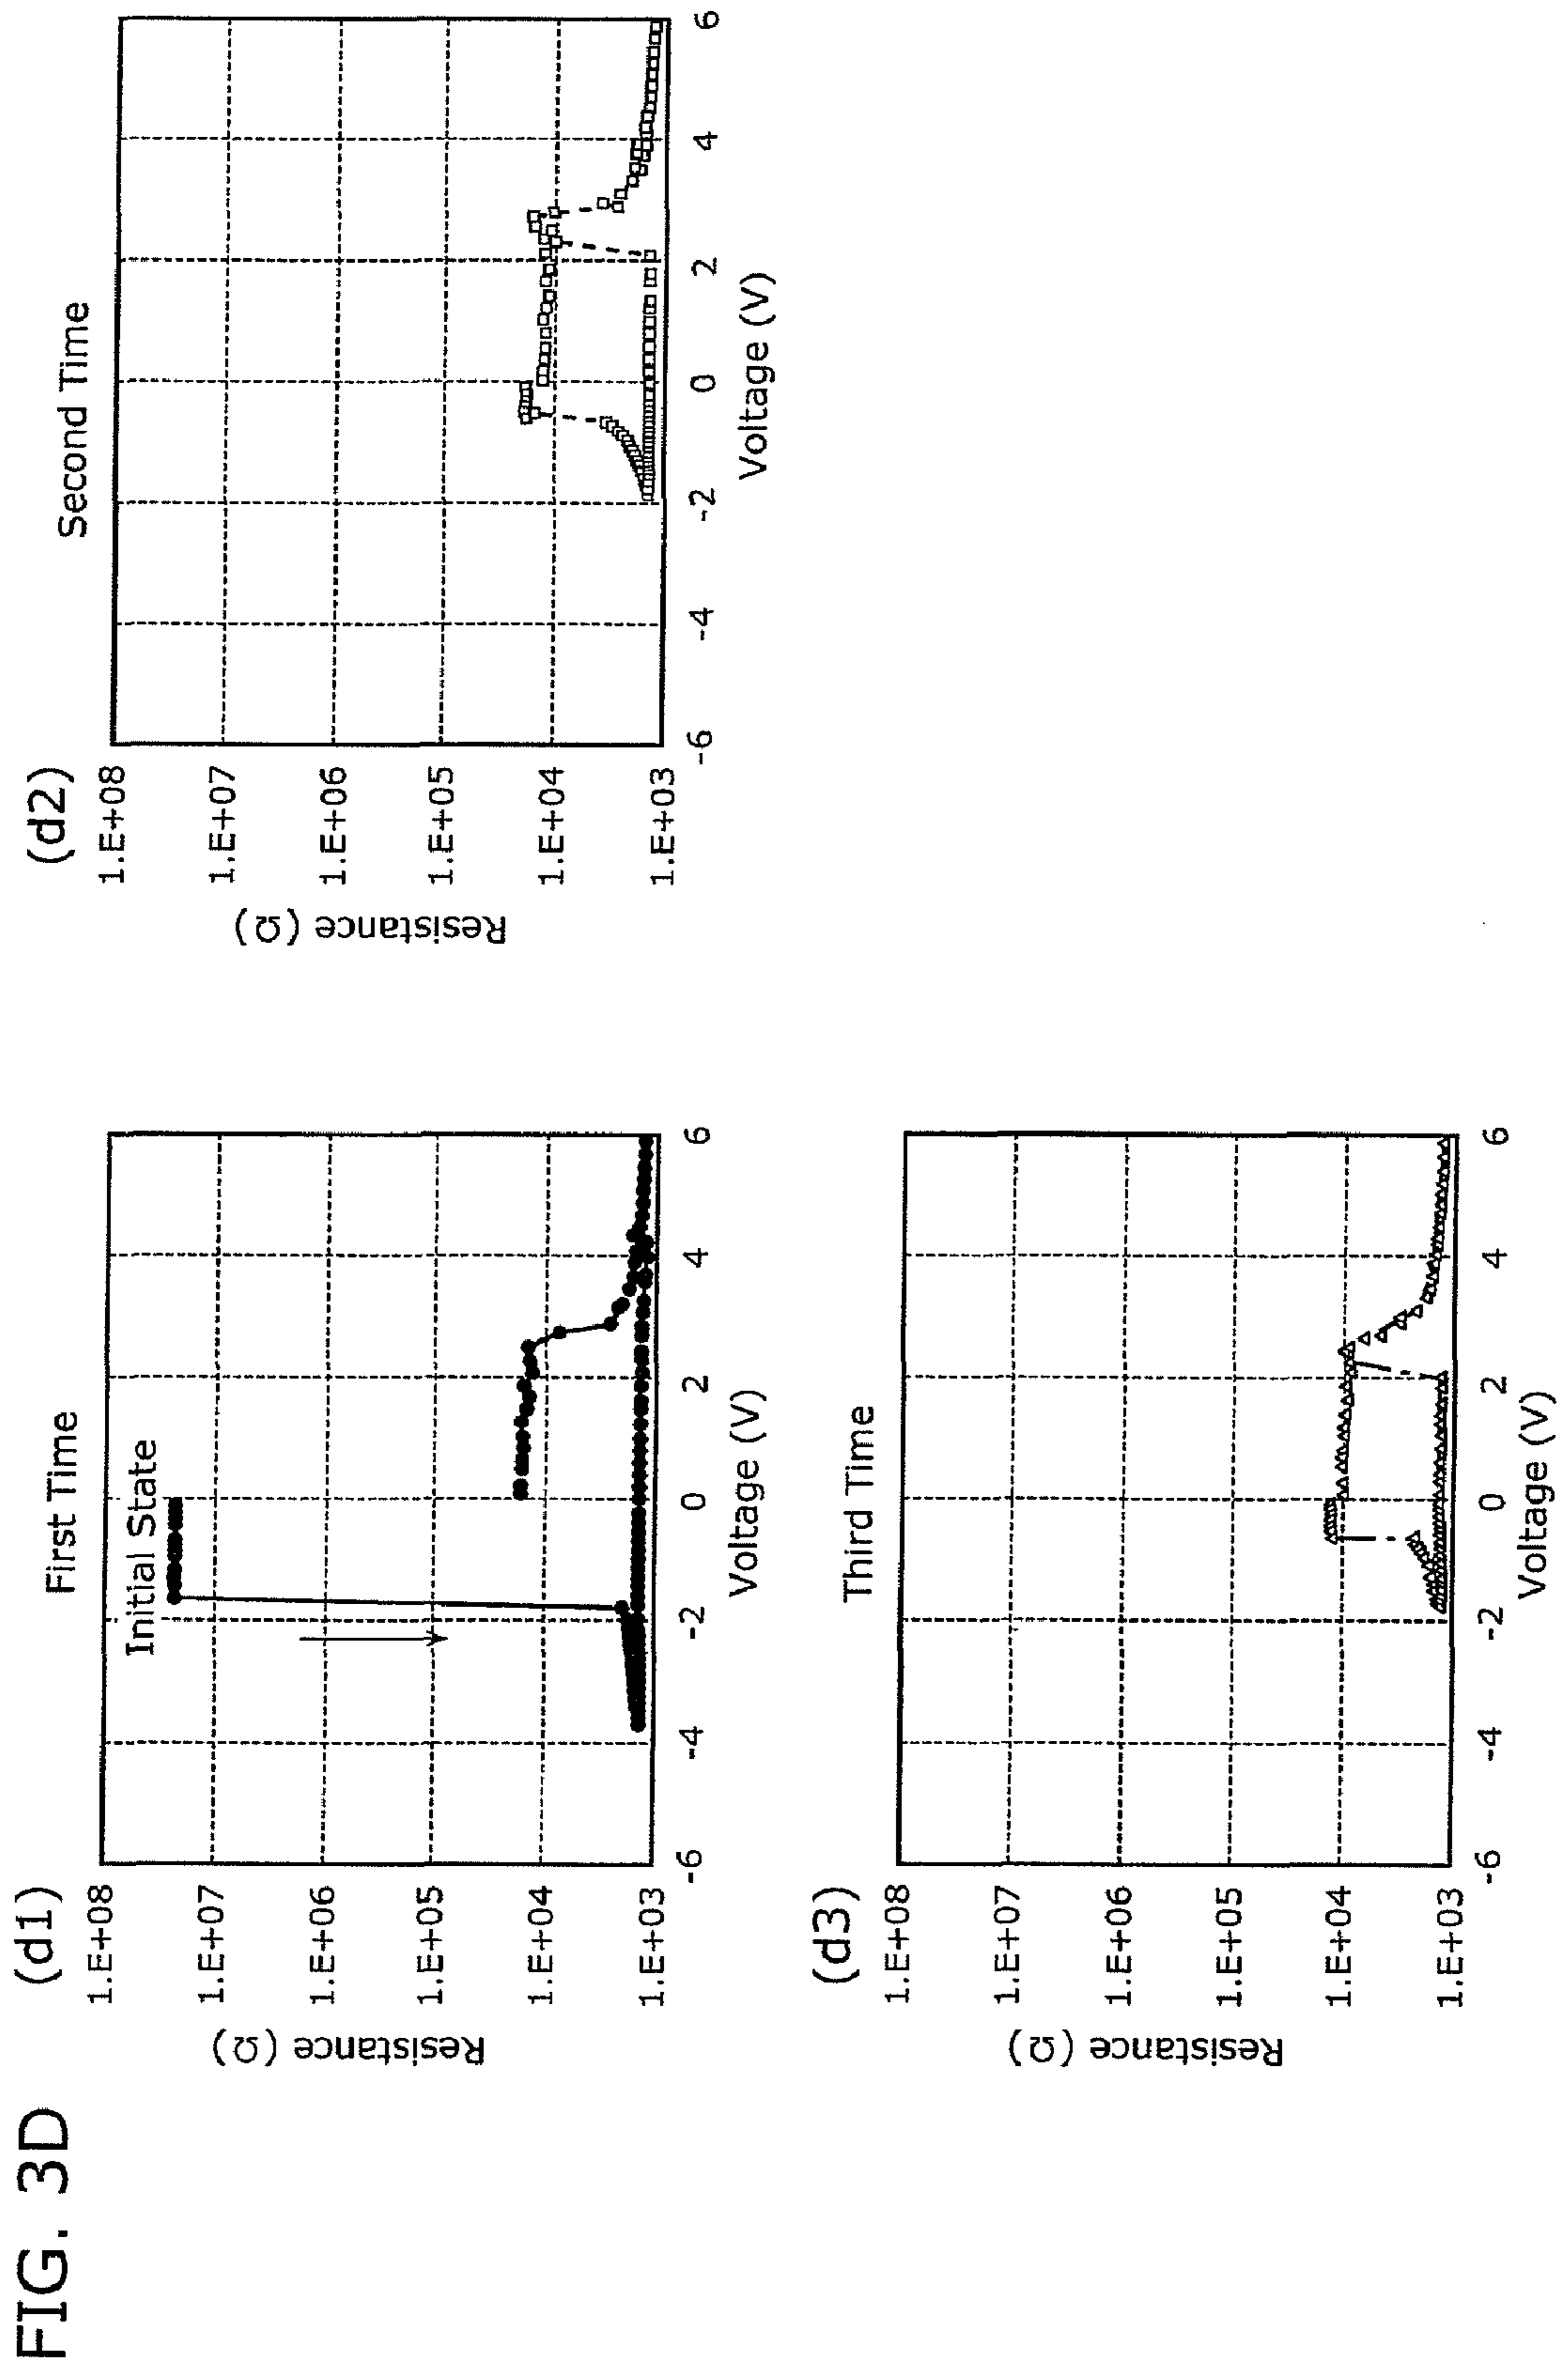 FIG. 3D
(d1)
First Time
Initial State
Resistance (Ω)
1.E+08
1.E+07
1.E+06
1.E+05
1.E+04
1.E+03
-6
-4
-2
0
2
4
6
Voltage (V)
(d2)
Second Time
Resistance (Ω)
1.E+08
1.E+07
1.E+06
1.E+05
1.E+04
1.E+03
-6
-4
-2
0
2
4
6
Voltage (V)
(d3)
Third Time
Resistance (Ω)
1.E+08
1.E+07
1.E+06
1.E+05
1.E+04
1.E+03
-6
-4
-2
0
2
4
6
Voltage (V)